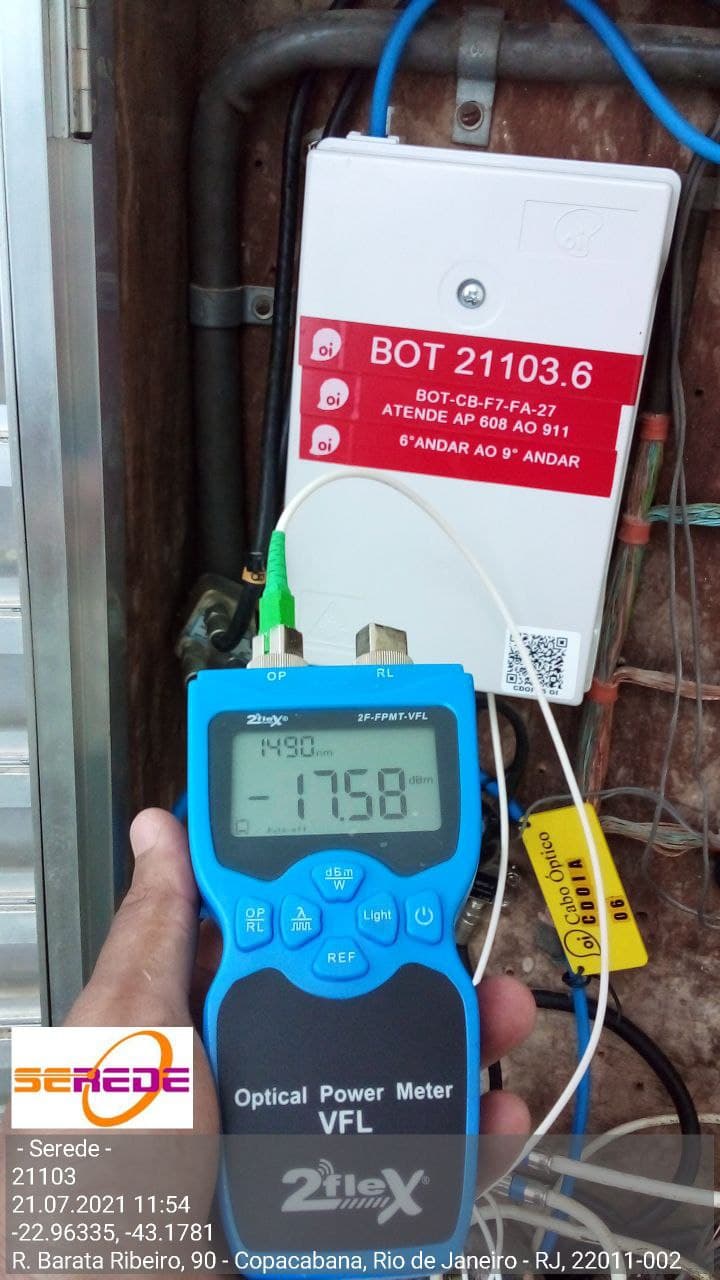 oi
oi BOT 21103.6
oi BOT-CB-F7-FA-27
ATENDE AP 608 AO 911
oi 6°ANDAR AO 9° ANDAR
OP RL
2flex® 2F-FPMT-VFL
1490nm
-17.58 dBm
Auto-off
dBm
W
OP
RL
λ
Light
REF
Optical Power Meter
VFL
2fleX®
oi Cabo Óptico
CDOIA
06
SEREDE
- Serede -
21103
21.07.2021 11:54
-22.96335, -43.1781
R. Barata Ribeiro, 90 - Copacabana, Rio de Janeiro - RJ, 22011-002